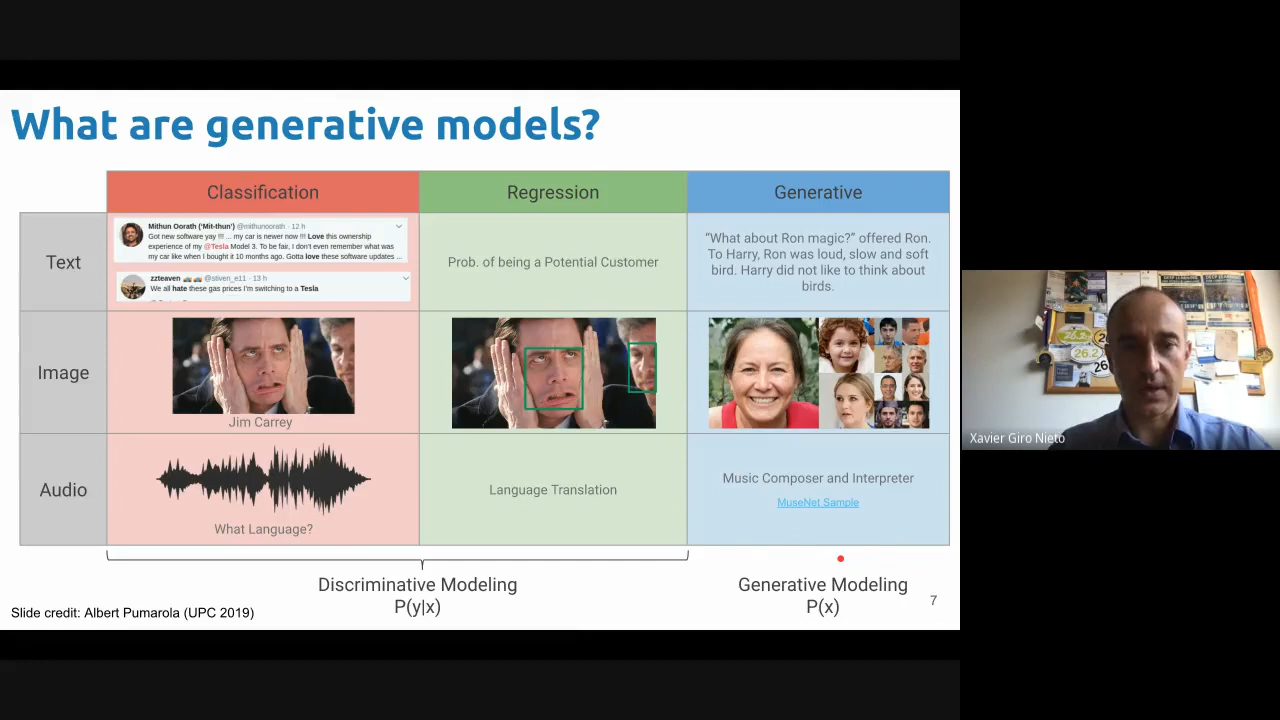 What are generative models?
Classification
Regression
Generative
Text
Mithun Oorath ('Mit-thun') @mithunoorath · 12 h
Got new software yay !!! ... my car is newer now !!! Love this ownership
experience of my @Tesla Model 3. To be fair, I don't even remember what was
my car like when I bought it 10 months ago. Gotta love these software updates ...
zzteaven @stiven_e11 · 13 h
We all hate these gas prices I'm switching to a Tesla
Prob. of being a Potential Customer
“What about Ron magic?” offered Ron.
To Harry, Ron was loud, slow and soft
bird. Harry did not like to think about
birds.
Image
Jim Carrey
Audio
What Language?
Language Translation
Music Composer and Interpreter
MuseNet Sample
Discriminative Modeling
P(y|x)
Generative Modeling
P(x)
Slide credit: Albert Pumarola (UPC 2019)
7
26.2
Xavier Giro Nieto